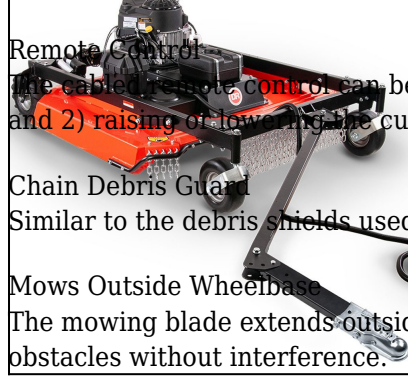 Remote Control
The cabled remote control can be
and 2) raising or lowering the cu
Chain Debris Guard
Similar to the debris shields used
Mows Outside Wheelbase
The mowing blade extends outsid
obstacles without interference.